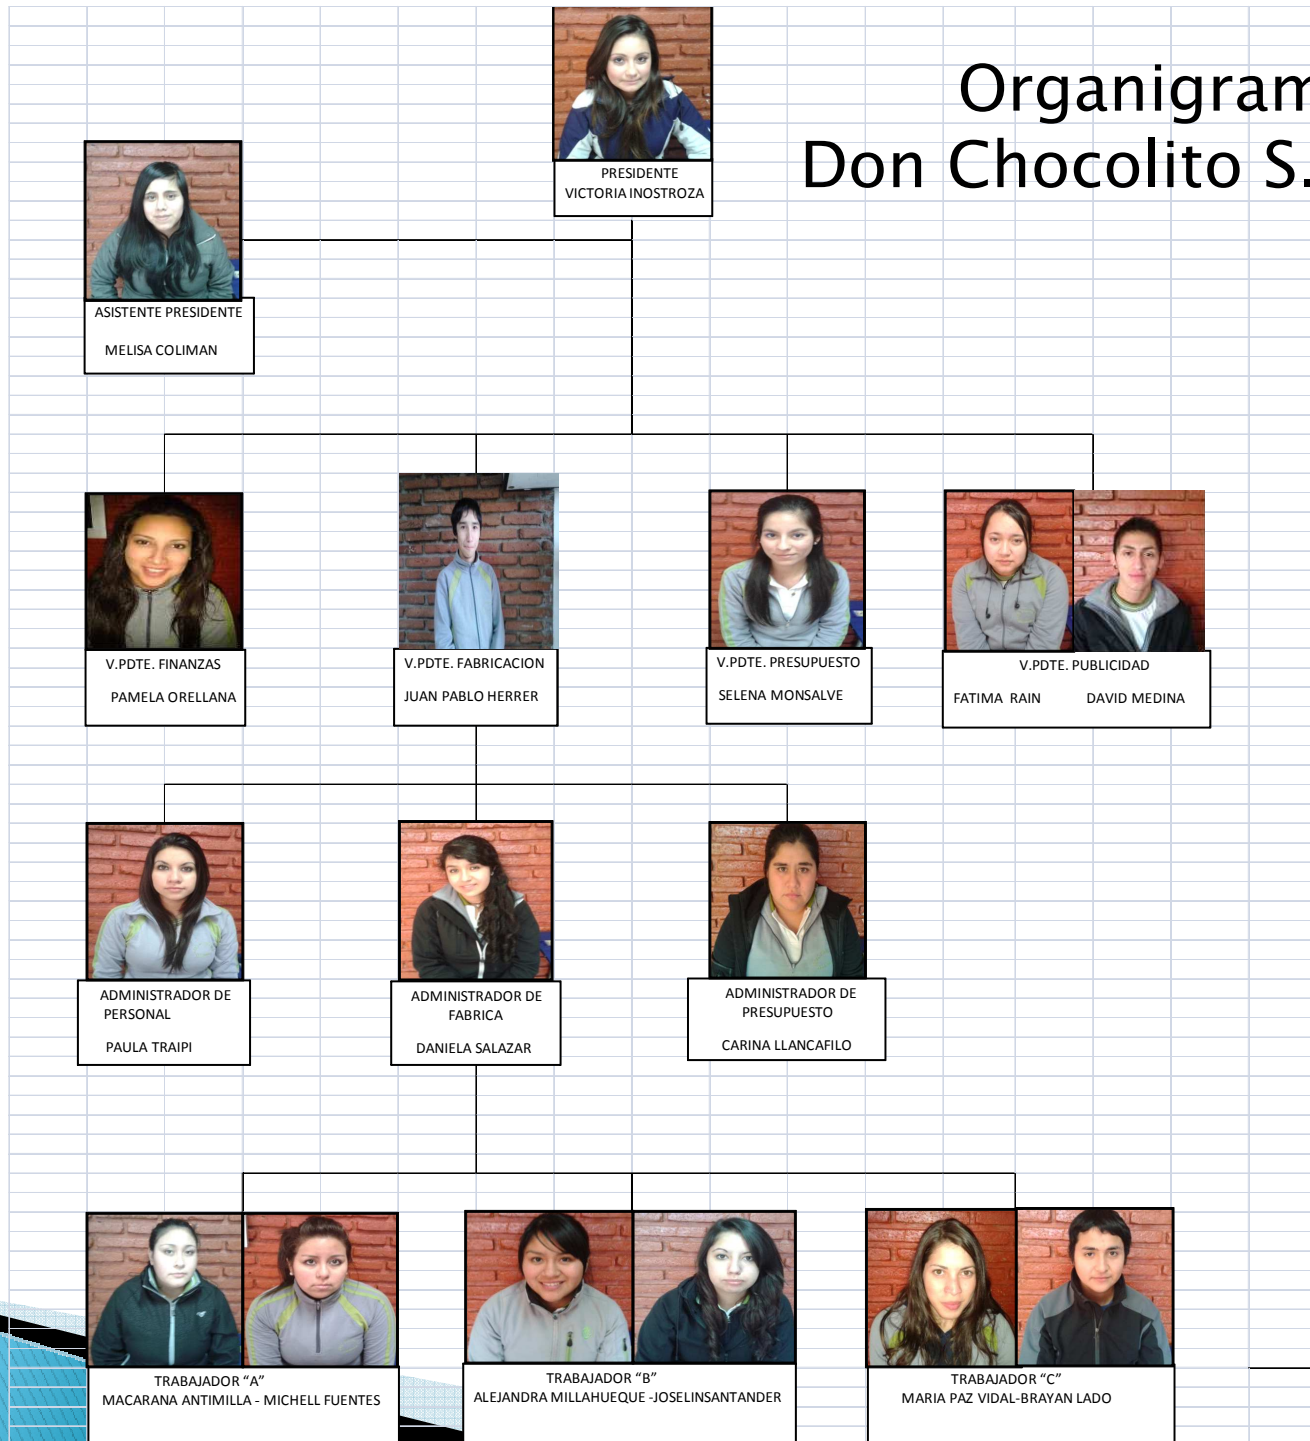 Organigram
Don Chocolito S.
PRESIDENTE
VICTORIA INOSTROZA
ASISTENTE PRESIDENTE
MELISA COLIMAN
V.PDTE. FINANZAS
PAMELA ORELLANA
V.PDTE. FABRICACION
JUAN PABLO HERRER
V.PDTE. PRESUPUESTO
SELENA MONSALVE
V.PDTE. PUBLICIDAD
FATIMA RAIN DAVID MEDINA
ADMINISTRADOR DE
PERSONAL
PAULA TRAIPI
ADMINISTRADOR DE
FABRICA
DANIELA SALAZAR
ADMINISTRADOR DE
PRESUPUESTO
CARINA LLANCAFILO
TRABAJADOR “A”
MACARANA ANTIMILLA - MICHELL FUENTES
TRABAJADOR “B”
ALEJANDRA MILLAHUEQUE -JOSELINSANTANDER
TRABAJADOR “C”
MARIA PAZ VIDAL-BRAYAN LADO